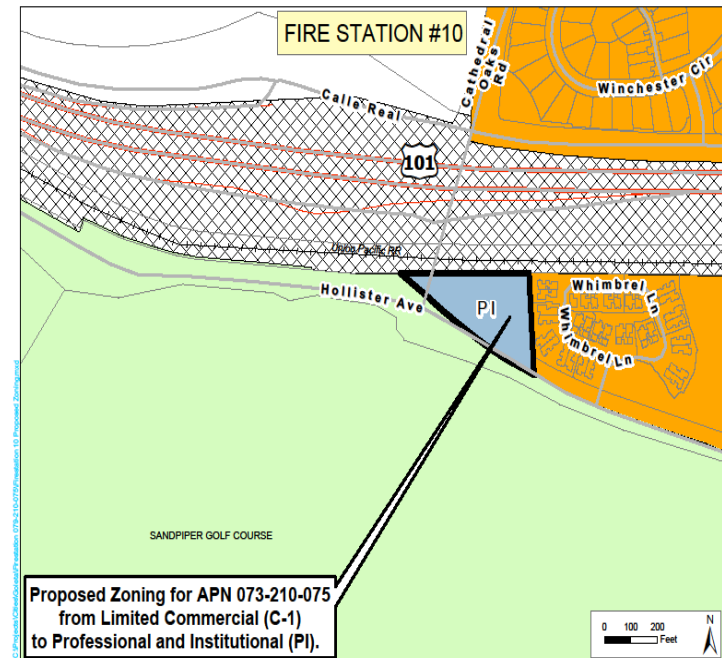 FIRE STATION #10
Cathedral
Oaks
Rd
Winchester Cir
Calle Real
101
Union Pacific RR
Hollister Ave
PI
Whimbrel Ln
Whimbrel Ln
SANDPIPER GOLF COURSE
Proposed Zoning for APN 073-210-075
from Limited Commercial (C-1)
to Professional and Institutional (PI).
0 100 200
Feet
N